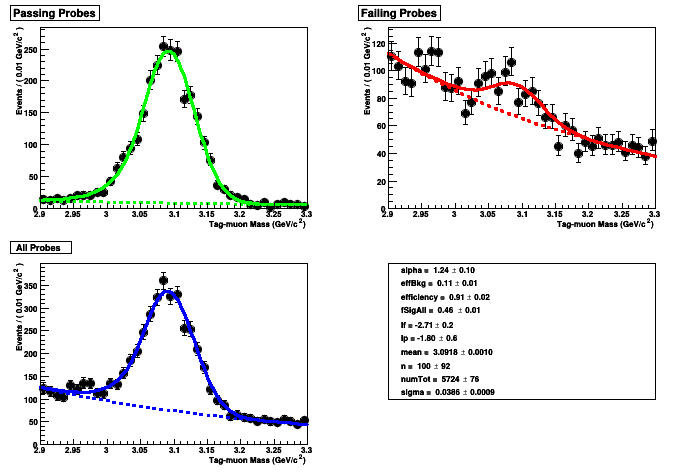 Passing Probes
Events / ( 0.01 GeV/c² )
250
200
150
100
50
0
2.9 2.95 3 3.05 3.1 3.15 3.2 3.25 3.3
Tag-muon Mass (GeV/c²)
Failing Probes
Events / ( 0.01 GeV/c² )
120
100
80
60
40
20
0
2.9 2.95 3 3.05 3.1 3.15 3.2 3.25 3.3
Tag-muon Mass (GeV/c²)
All Probes
Events / ( 0.01 GeV/c² )
400
350
300
250
200
150
100
50
0
2.9 2.95 3 3.05 3.1 3.15 3.2 3.25 3.3
Tag-muon Mass (GeV/c²)
alpha = 1.24 ± 0.10
effBkg = 0.11 ± 0.01
efficiency = 0.91 ± 0.02
fSigAll = 0.46 ± 0.01
lf = -2.71 ± 0.2
lp = -1.80 ± 0.6
mean = 3.0918 ± 0.0010
n = 100 ± 92
numTot = 5724 ± 76
sigma = 0.0386 ± 0.0009